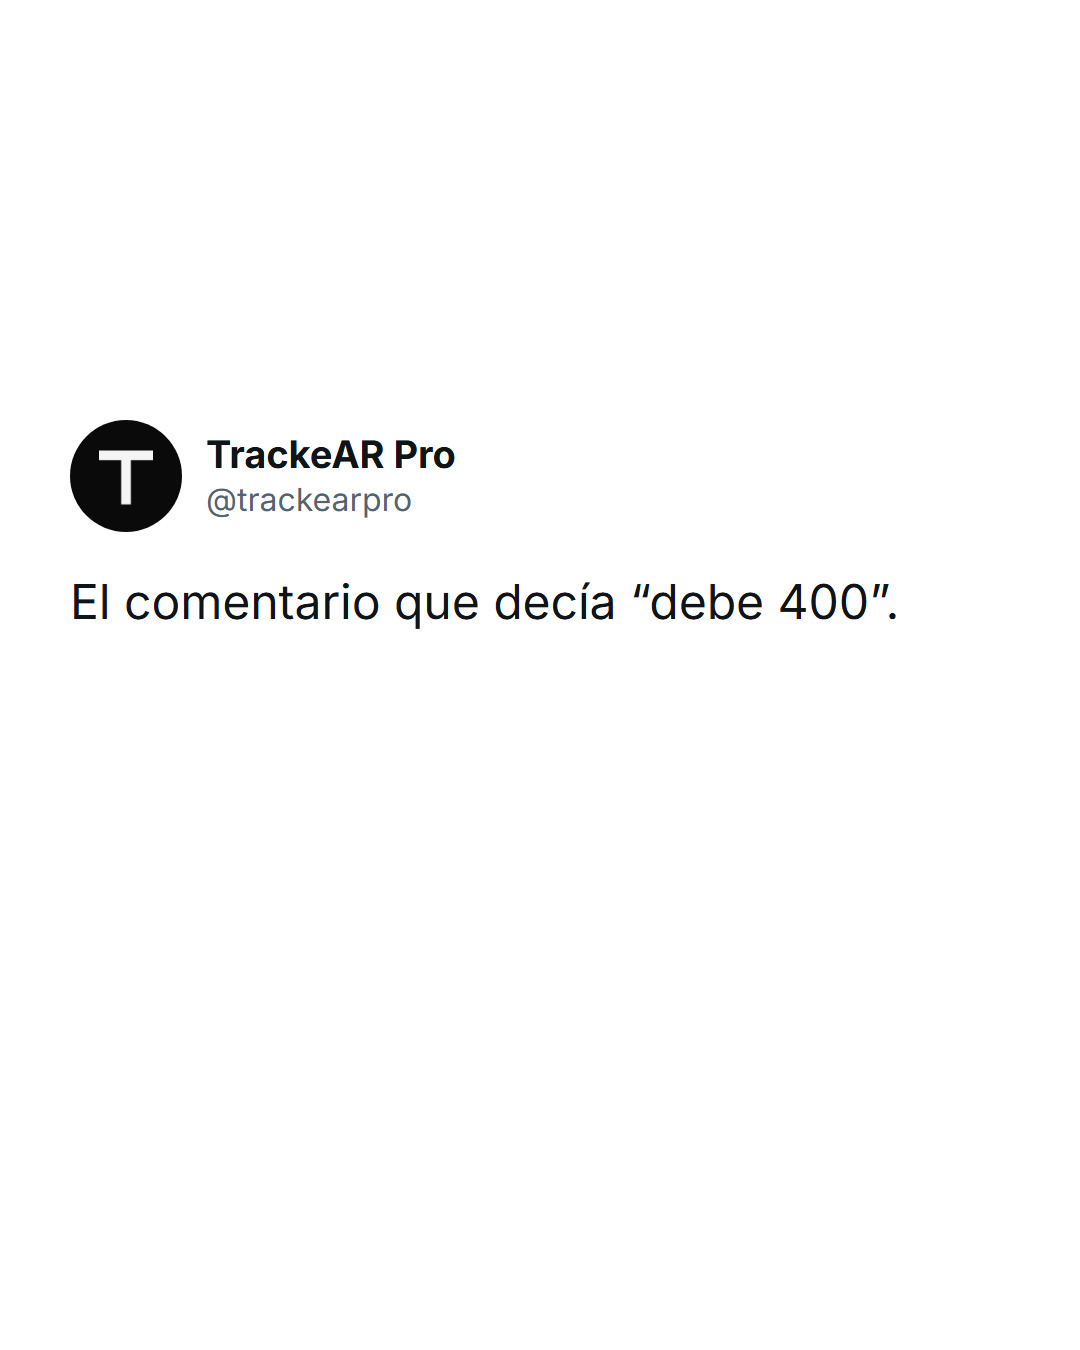 T
TrackeAR Pro
@trackearpro
El comentario que decía “debe 400”.